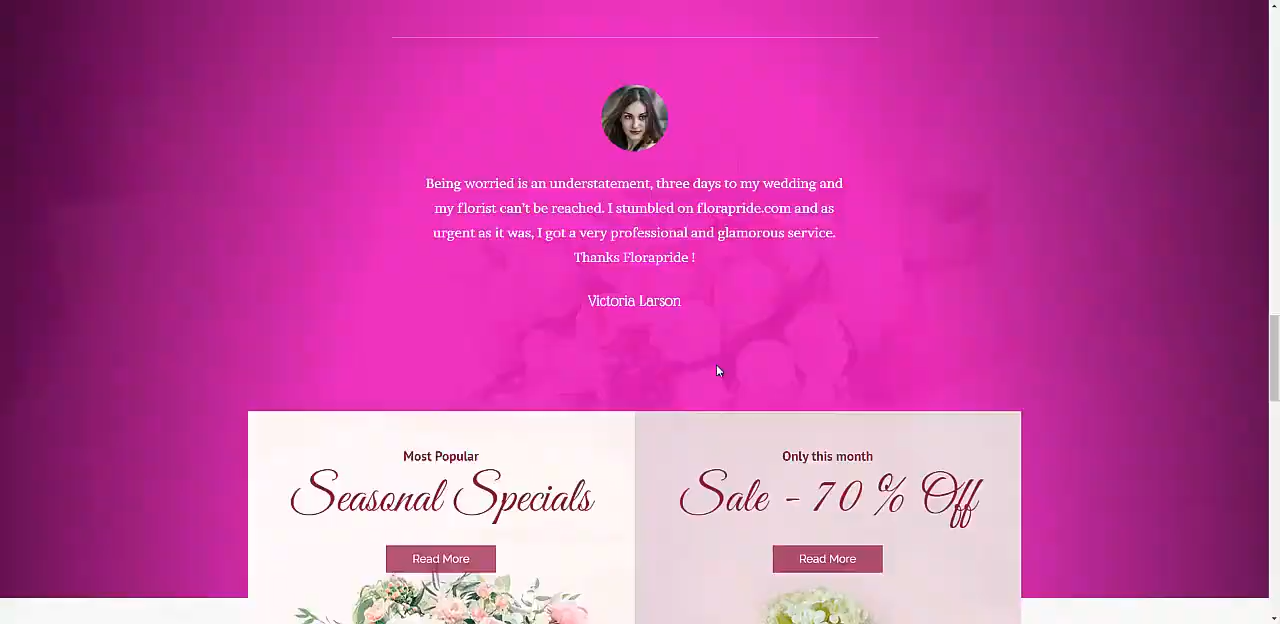 Being worried is an understatement, three days to my wedding and
my florist can't be reached. I stumbled on florapride.com and as
urgent as it was, I got a very professional and glamorous service.
Thanks Florapride !
Victoria Larson
Most Popular
Seasonal Specials
Read More
Only this month
Sale - 70 % Off
Read More